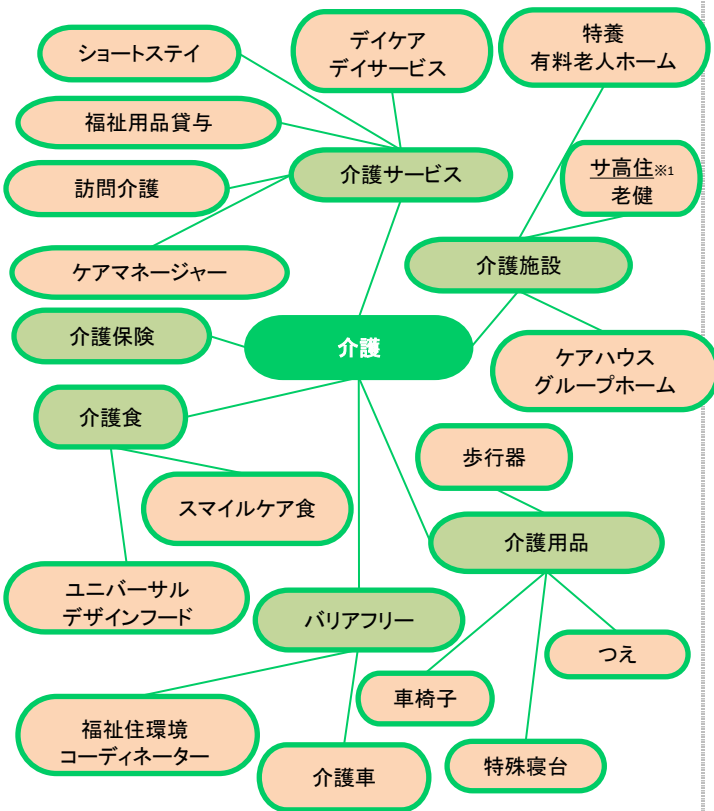 ショートステイ
デイケア
デイサービス
特養
有料老人ホーム
福祉用品貸与
訪問介護
介護サービス
サ高住※1
老健
ケアマネージャー
介護施設
介護保険
介護
ケアハウス
グループホーム
介護食
歩行器
スマイルケア食
介護用品
ユニバーサル
デザインフード
バリアフリー
つえ
車椅子
福祉住環境
コーディネーター
介護車
特殊寝台